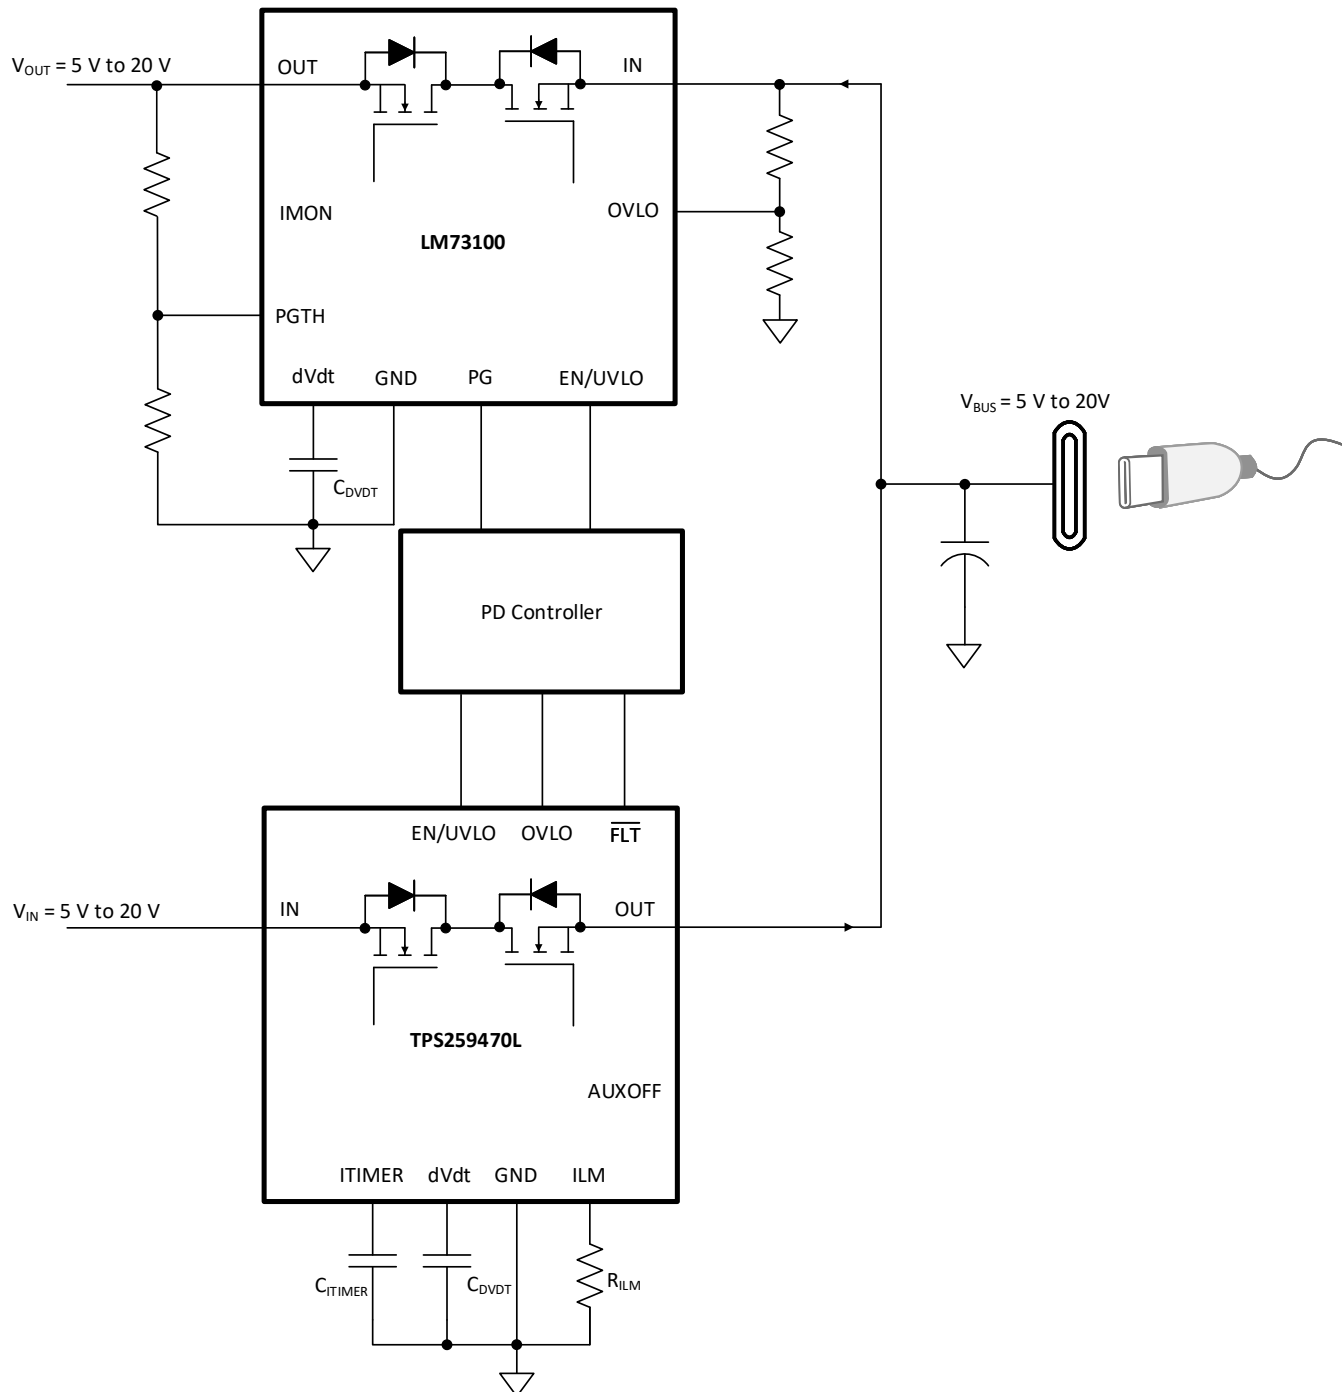 V_OUT = 5 V to 20 V
OUT
IN
IMON
OVLO
LM73100
PGTH
dVdt
GND
PG
EN/UVLO
C_DVDT
V_BUS = 5 V to 20V
PD Controller
EN/UVLO
OVLO
FLT
V_IN = 5 V to 20 V
IN
OUT
TPS259470L
AUXOFF
ITIMER
dVdt
GND
ILM
C_ITIMER
C_DVDT
R_ILM